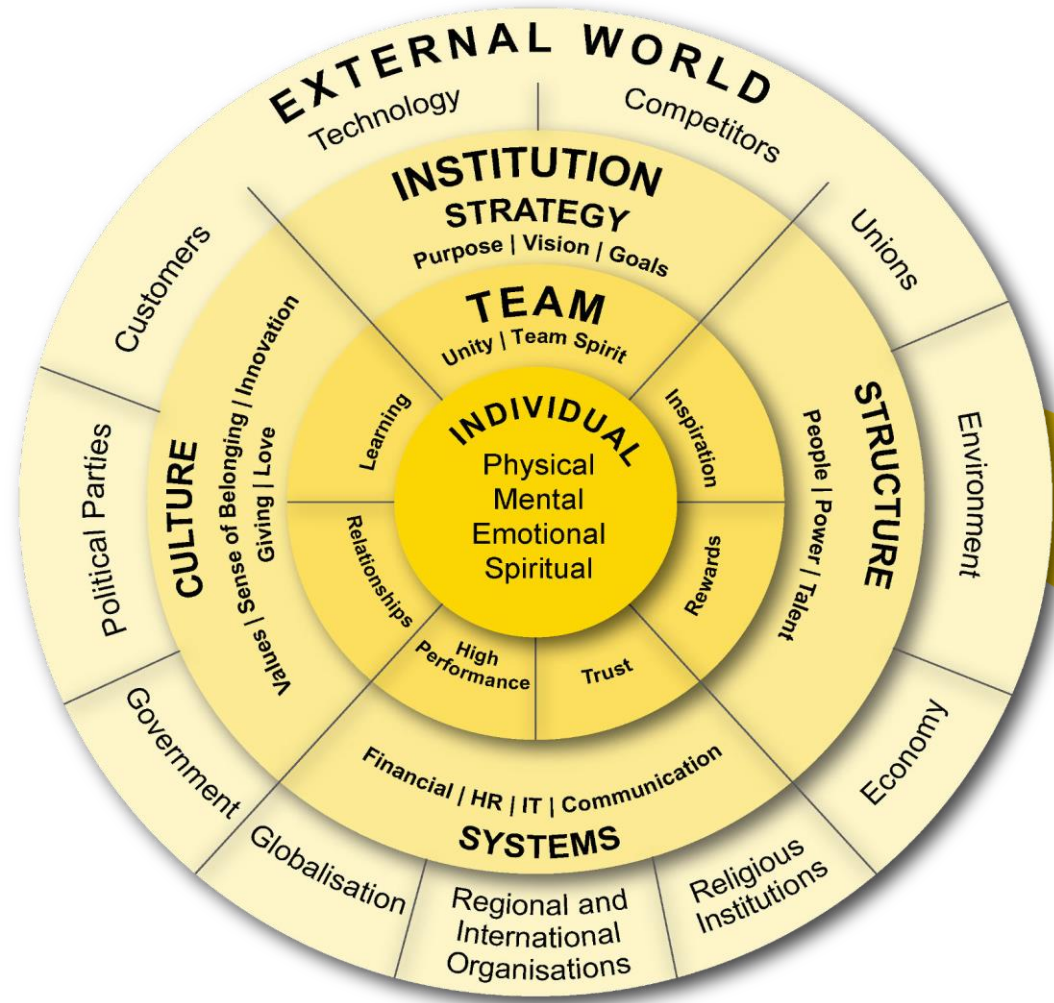 EXTERNAL WORLD
Technology
Competitors
Unions
Environment
Economy
Religious
Institutions
Regional and
International
Organisations
Globalisation
Government
Political Parties
Customers
INSTITUTION
STRATEGY
Purpose | Vision | Goals
STRUCTURE
People | Power | Talent
Financial | HR | IT | Communication
SYSTEMS
CULTURE
Values | Sense of Belonging | Innovation
Giving | Love
TEAM
Unity | Team Spirit
Inspiration
Rewards
Trust
High
Performance
Relationships
Learning
INDIVIDUAL
Physical
Mental
Emotional
Spiritual